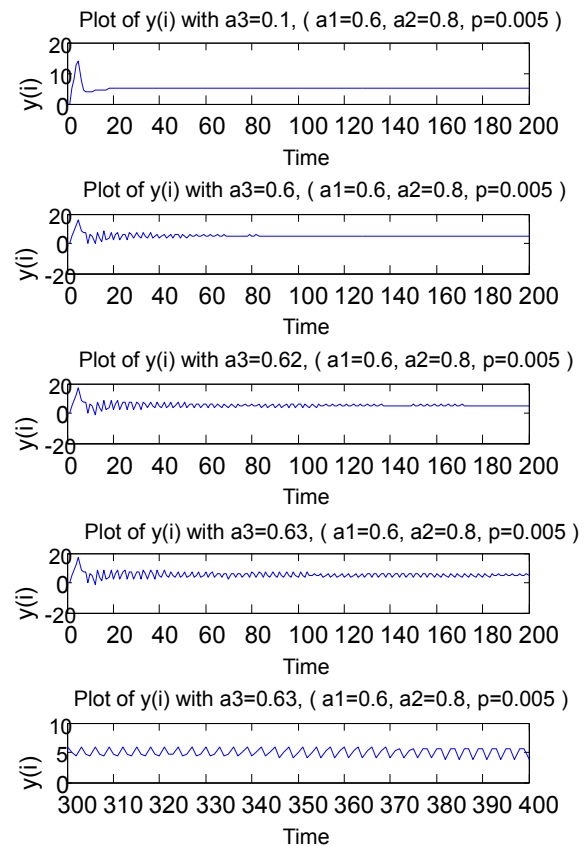 Plot of y(i) with a3=0.1, ( a1=0.6, a2=0.8, p=0.005 )
20
10
0
y(i)
0 20 40 60 80 100 120 140 160 180 200
Time
Plot of y(i) with a3=0.6, ( a1=0.6, a2=0.8, p=0.005 )
20
0
-20
y(i)
0 20 40 60 80 100 120 140 160 180 200
Time
Plot of y(i) with a3=0.62, ( a1=0.6, a2=0.8, p=0.005 )
20
0
-20
y(i)
0 20 40 60 80 100 120 140 160 180 200
Time
Plot of y(i) with a3=0.63, ( a1=0.6, a2=0.8, p=0.005 )
20
0
-20
y(i)
0 20 40 60 80 100 120 140 160 180 200
Time
Plot of y(i) with a3=0.63, ( a1=0.6, a2=0.8, p=0.005 )
10
5
0
y(i)
300 310 320 330 340 350 360 370 380 390 400
Time